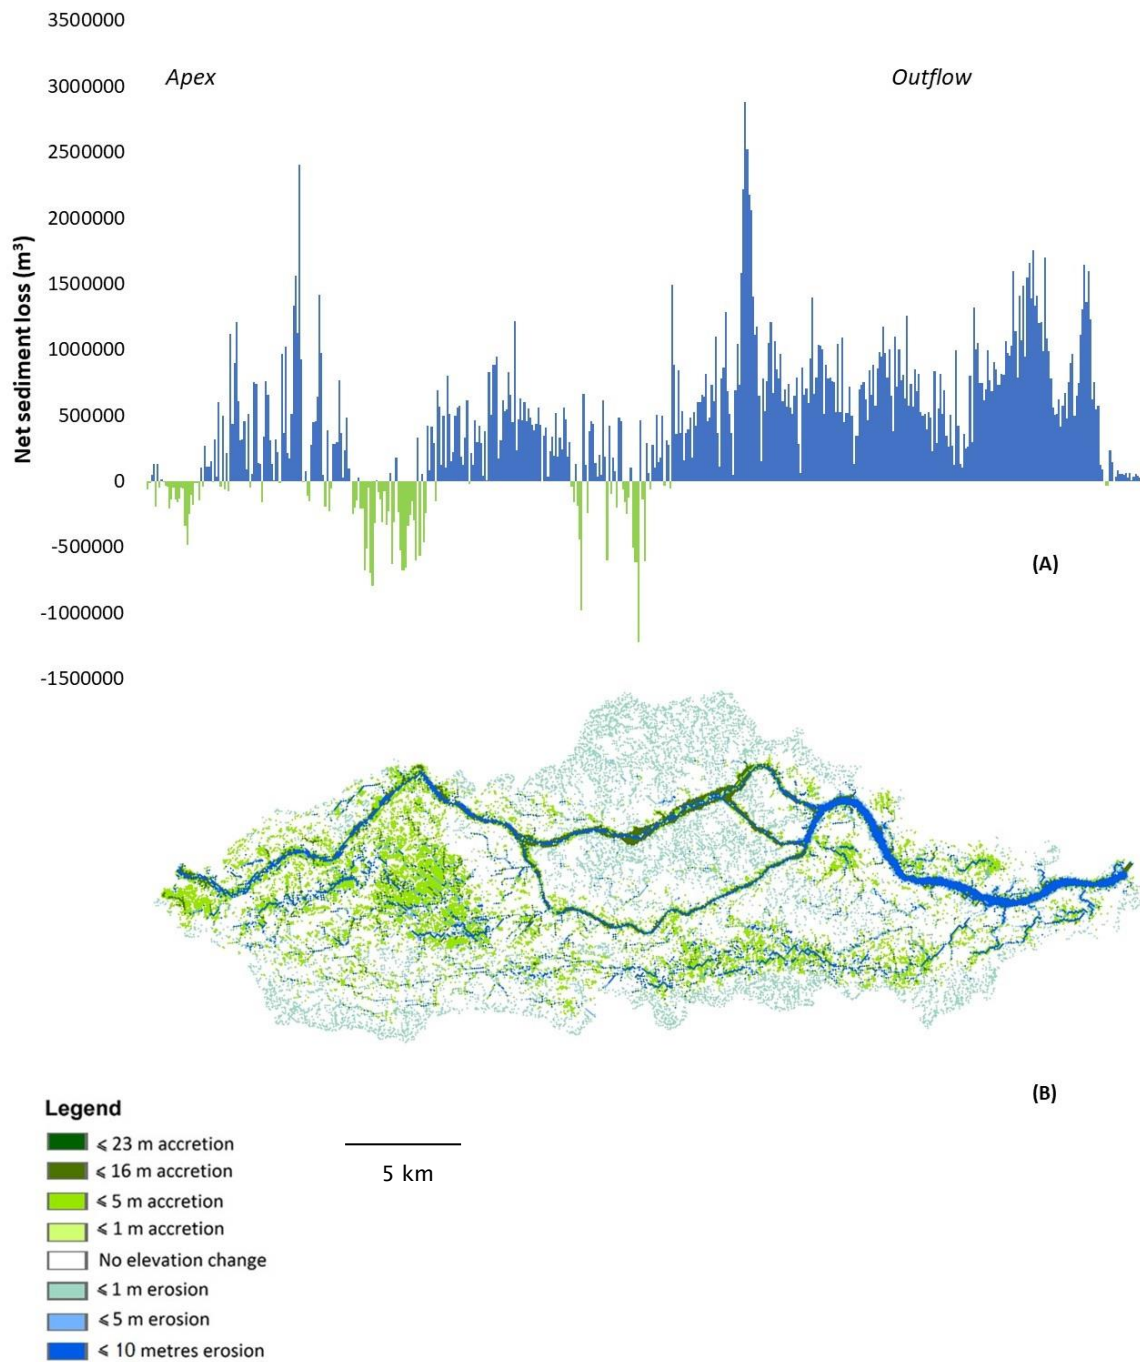 3500000
3000000
Apex
Outflow
2500000
2000000
1500000
1000000
500000
0
-500000
-1000000
-1500000
Net sediment loss (m³)
(A)
(B)
Legend
⩽ 23 m accretion
⩽ 16 m accretion
⩽ 5 m accretion
⩽ 1 m accretion
No elevation change
⩽ 1 m erosion
⩽ 5 m erosion
⩽ 10 metres erosion
5 km